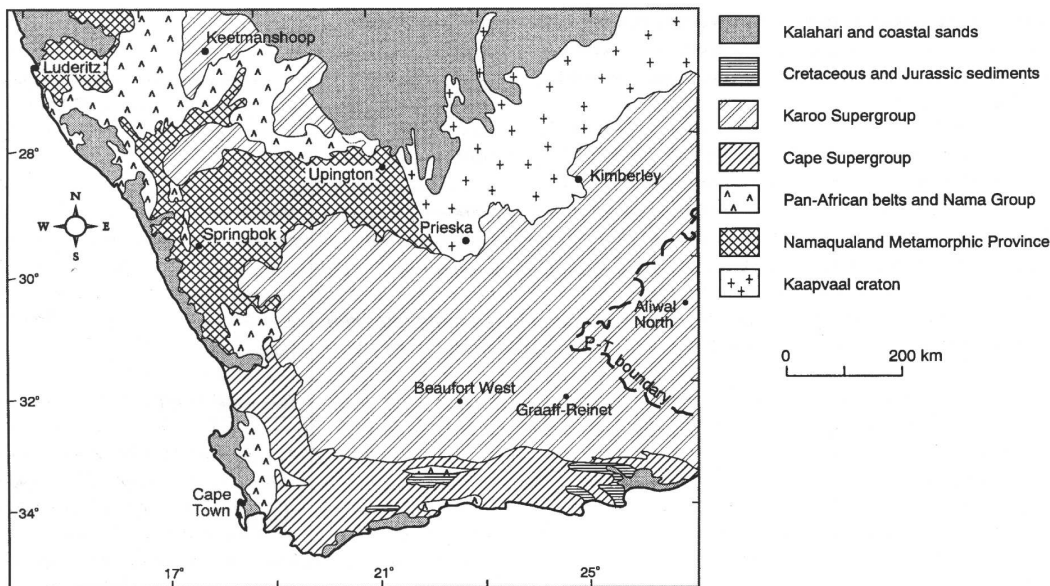 Keetmanshoop
Luderitz
28°
Upington
Kimberley
N
W E
S
Springbok
Prieska
30°
Aliwal
North
P-T boundary
Beaufort West
Graaff-Reinet
32°
Cape
Town
34°
17° 21° 25°
Kalahari and coastal sands
Cretaceous and Jurassic sediments
Karoo Supergroup
Cape Supergroup
Pan-African belts and Nama Group
Namaqualand Metamorphic Province
Kaapvaal craton
0 200 km